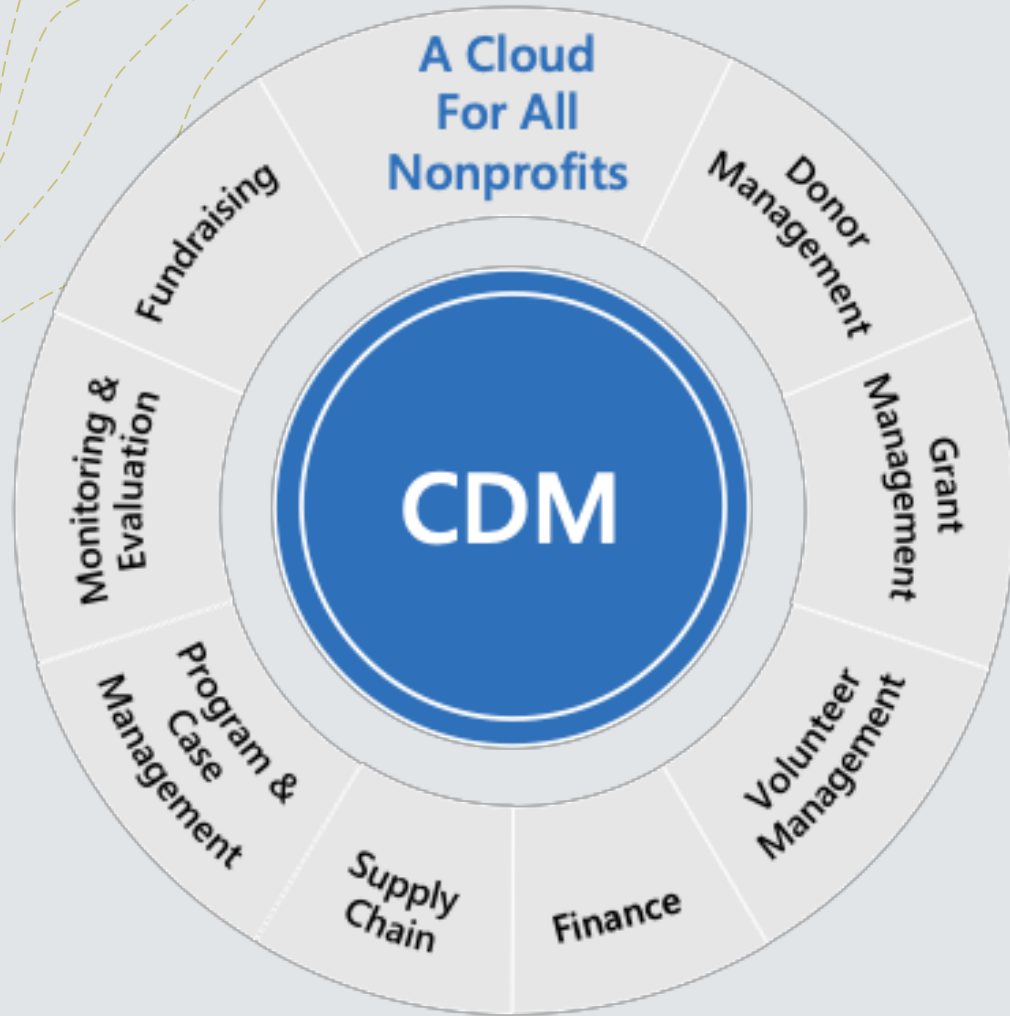 A Cloud
For All
Nonprofits
Donor
Management
Grant
Management
Volunteer
Management
Finance
Supply
Chain
Program &
Case
Management
Monitoring &
Evaluation
Fundraising
CDM